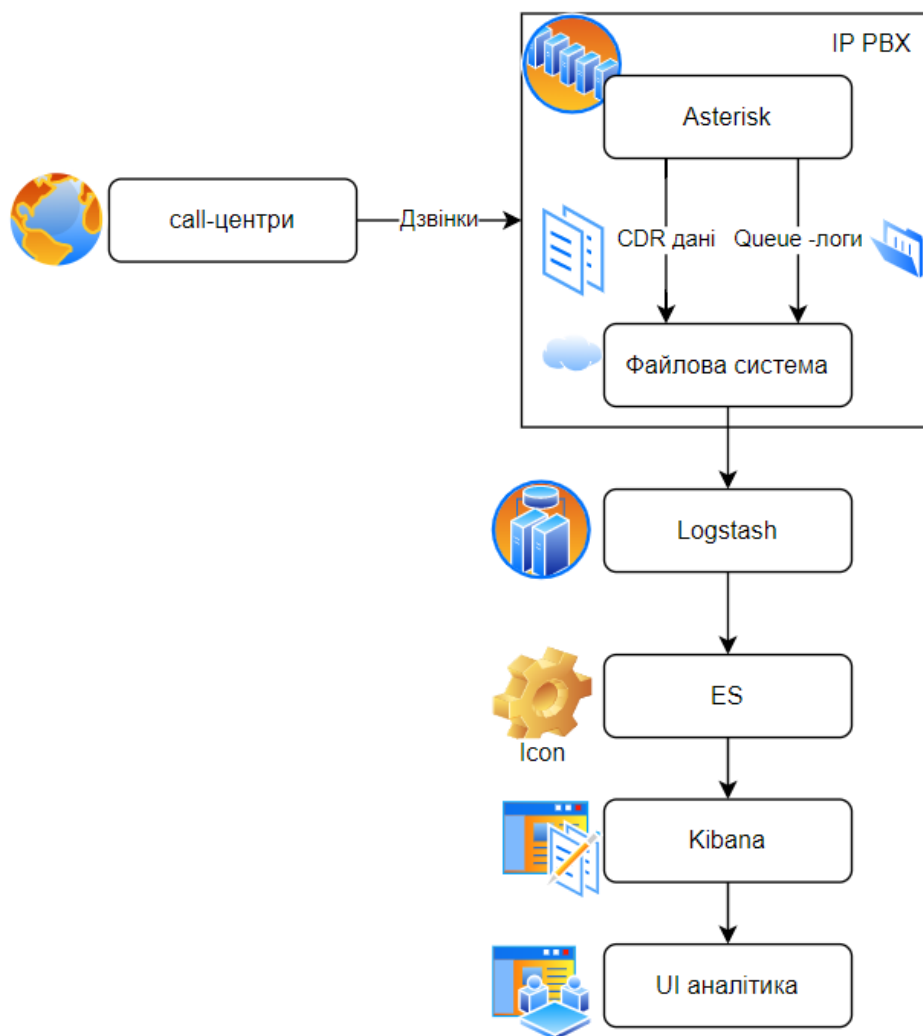 IP PBX
Asterisk
call-центри
Дзвінки
CDR дані
Queue -логи
Файлова система
Logstash
ES
Icon
Kibana
UI аналітика